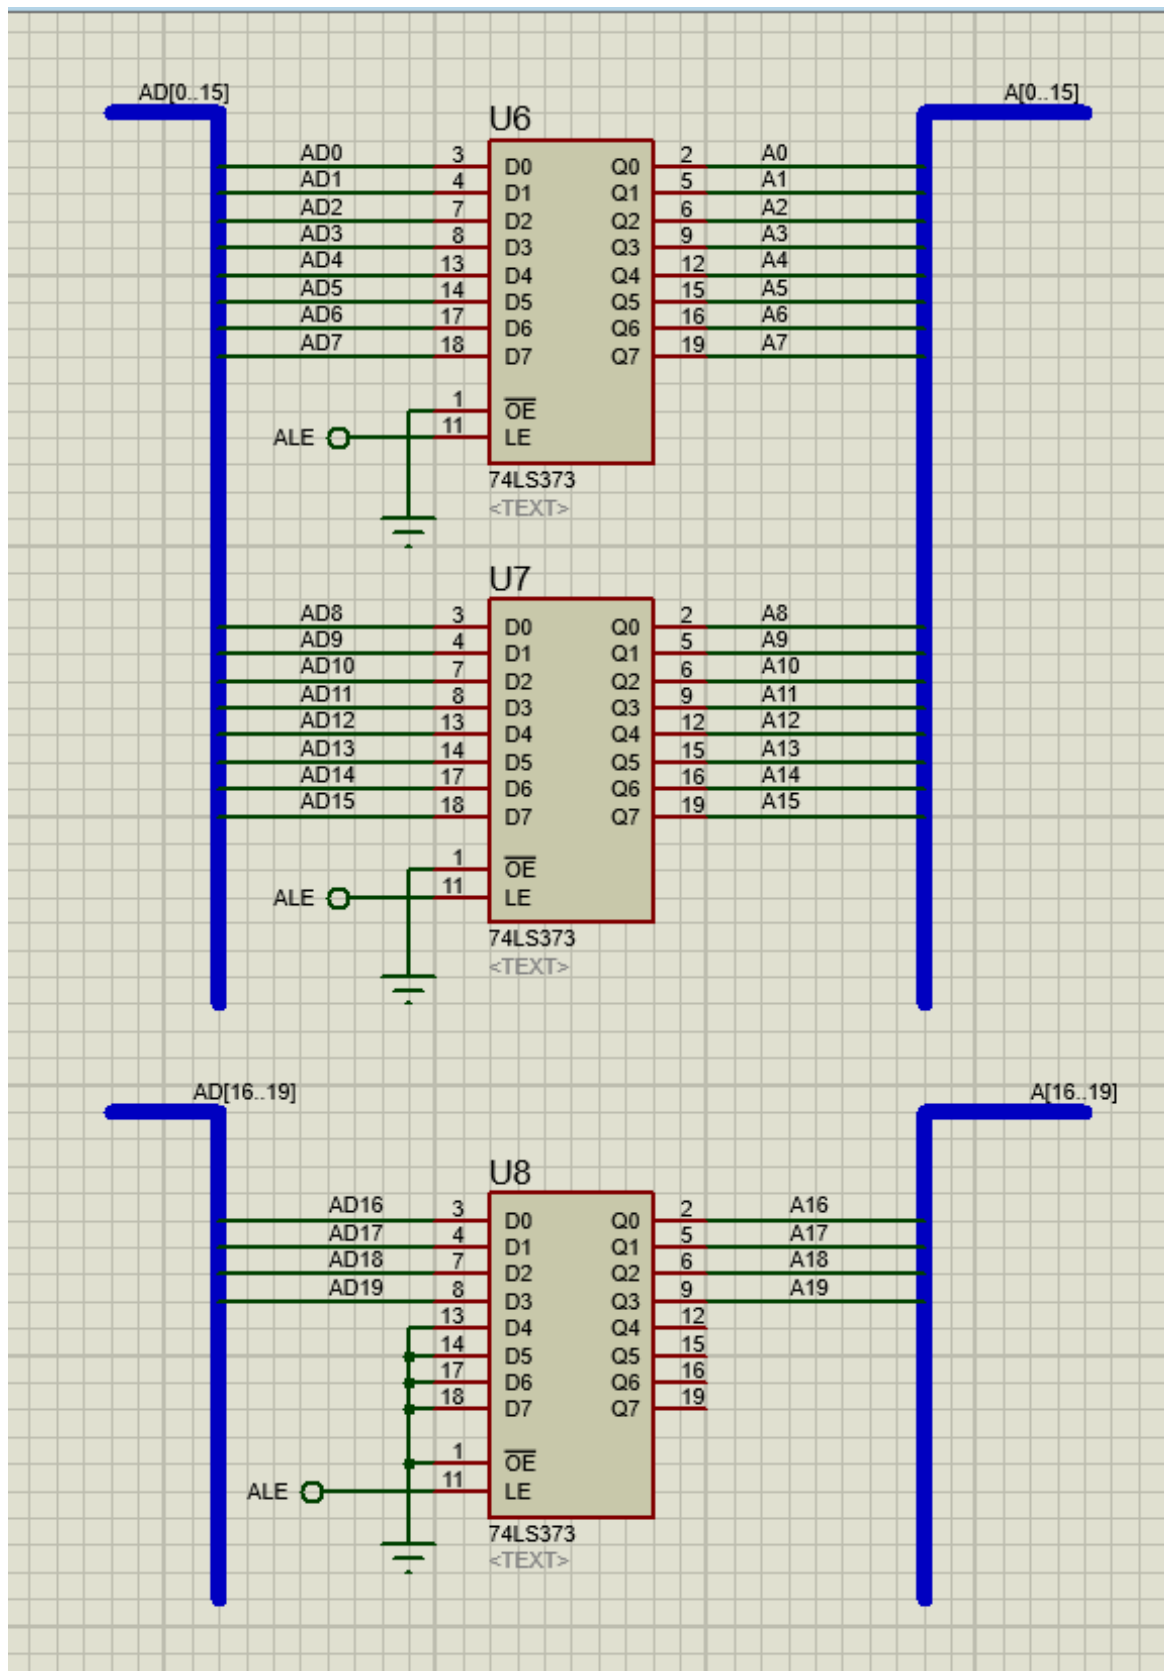 AD[0..15] A[0..15]
U6
AD0 3 D0 Q0 2 A0
AD1 4 D1 Q1 5 A1
AD2 7 D2 Q2 6 A2
AD3 8 D3 Q3 9 A3
AD4 13 D4 Q4 12 A4
AD5 14 D5 Q5 15 A5
AD6 17 D6 Q6 16 A6
AD7 18 D7 Q7 19 A7
1 OE
ALE 11 LE
74LS373
<TEXT>
U7
AD8 3 D0 Q0 2 A8
AD9 4 D1 Q1 5 A9
AD10 7 D2 Q2 6 A10
AD11 8 D3 Q3 9 A11
AD12 13 D4 Q4 12 A12
AD13 14 D5 Q5 15 A13
AD14 17 D6 Q6 16 A14
AD15 18 D7 Q7 19 A15
1 OE
ALE 11 LE
74LS373
<TEXT>
AD[16..19] A[16..19]
U8
AD16 3 D0 Q0 2 A16
AD17 4 D1 Q1 5 A17
AD18 7 D2 Q2 6 A18
AD19 8 D3 Q3 9 A19
13 D4 Q4 12
14 D5 Q5 15
17 D6 Q6 16
18 D7 Q7 19
1 OE
ALE 11 LE
74LS373
<TEXT>